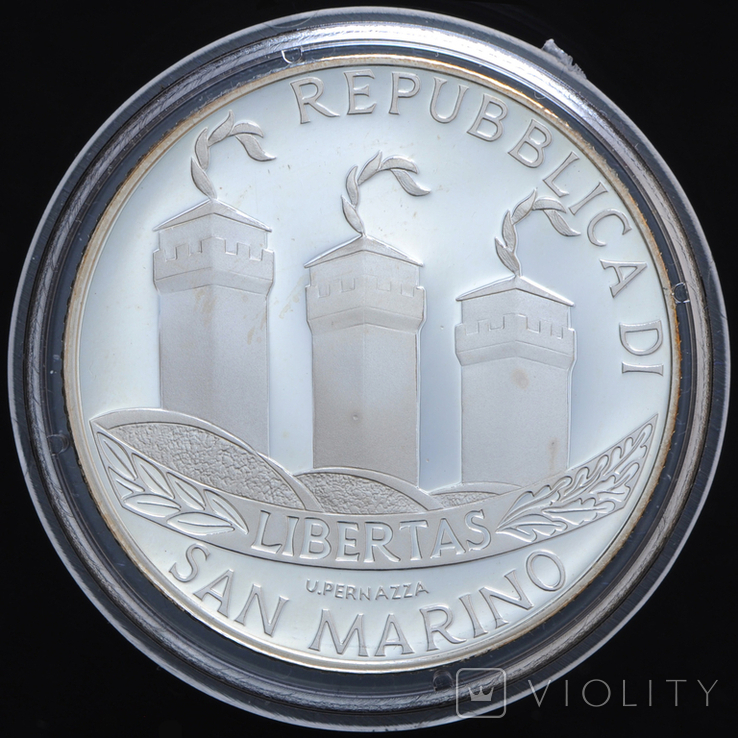 REPUBBLICA DI
SAN MARINO
LIBERTAS
U.PERNAZZA
VIOLITY